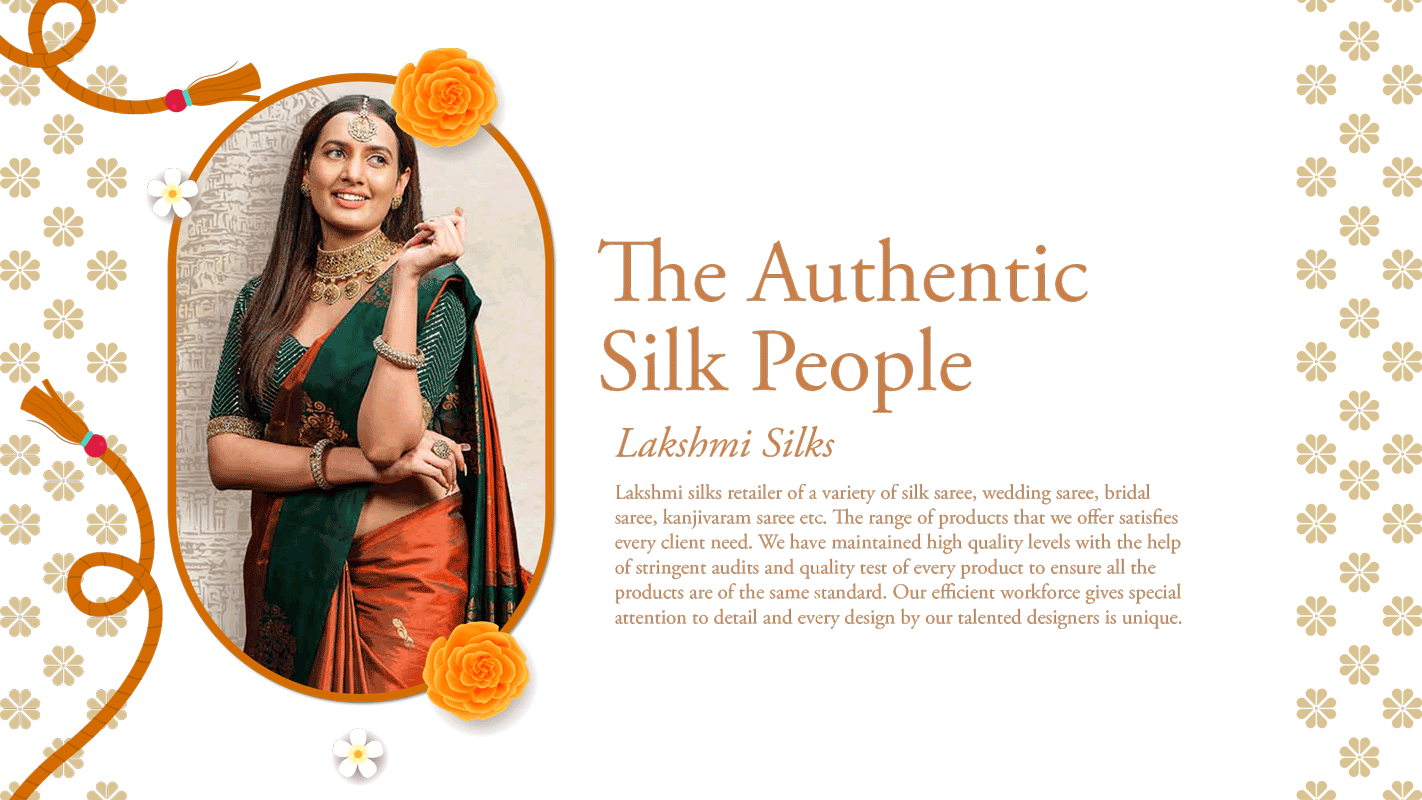 The Authentic
Silk People
Lakshmi Silks
Lakshmi silks retailer of a variety of silk saree, wedding saree, bridal
saree, kanjivaram saree etc. The range of products that we offer satisfies
every client need. We have maintained high quality levels with the help
of stringent audits and quality test of every product to ensure all the
products are of the same standard. Our efficient workforce gives special
attention to detail and every design by our talented designers is unique.